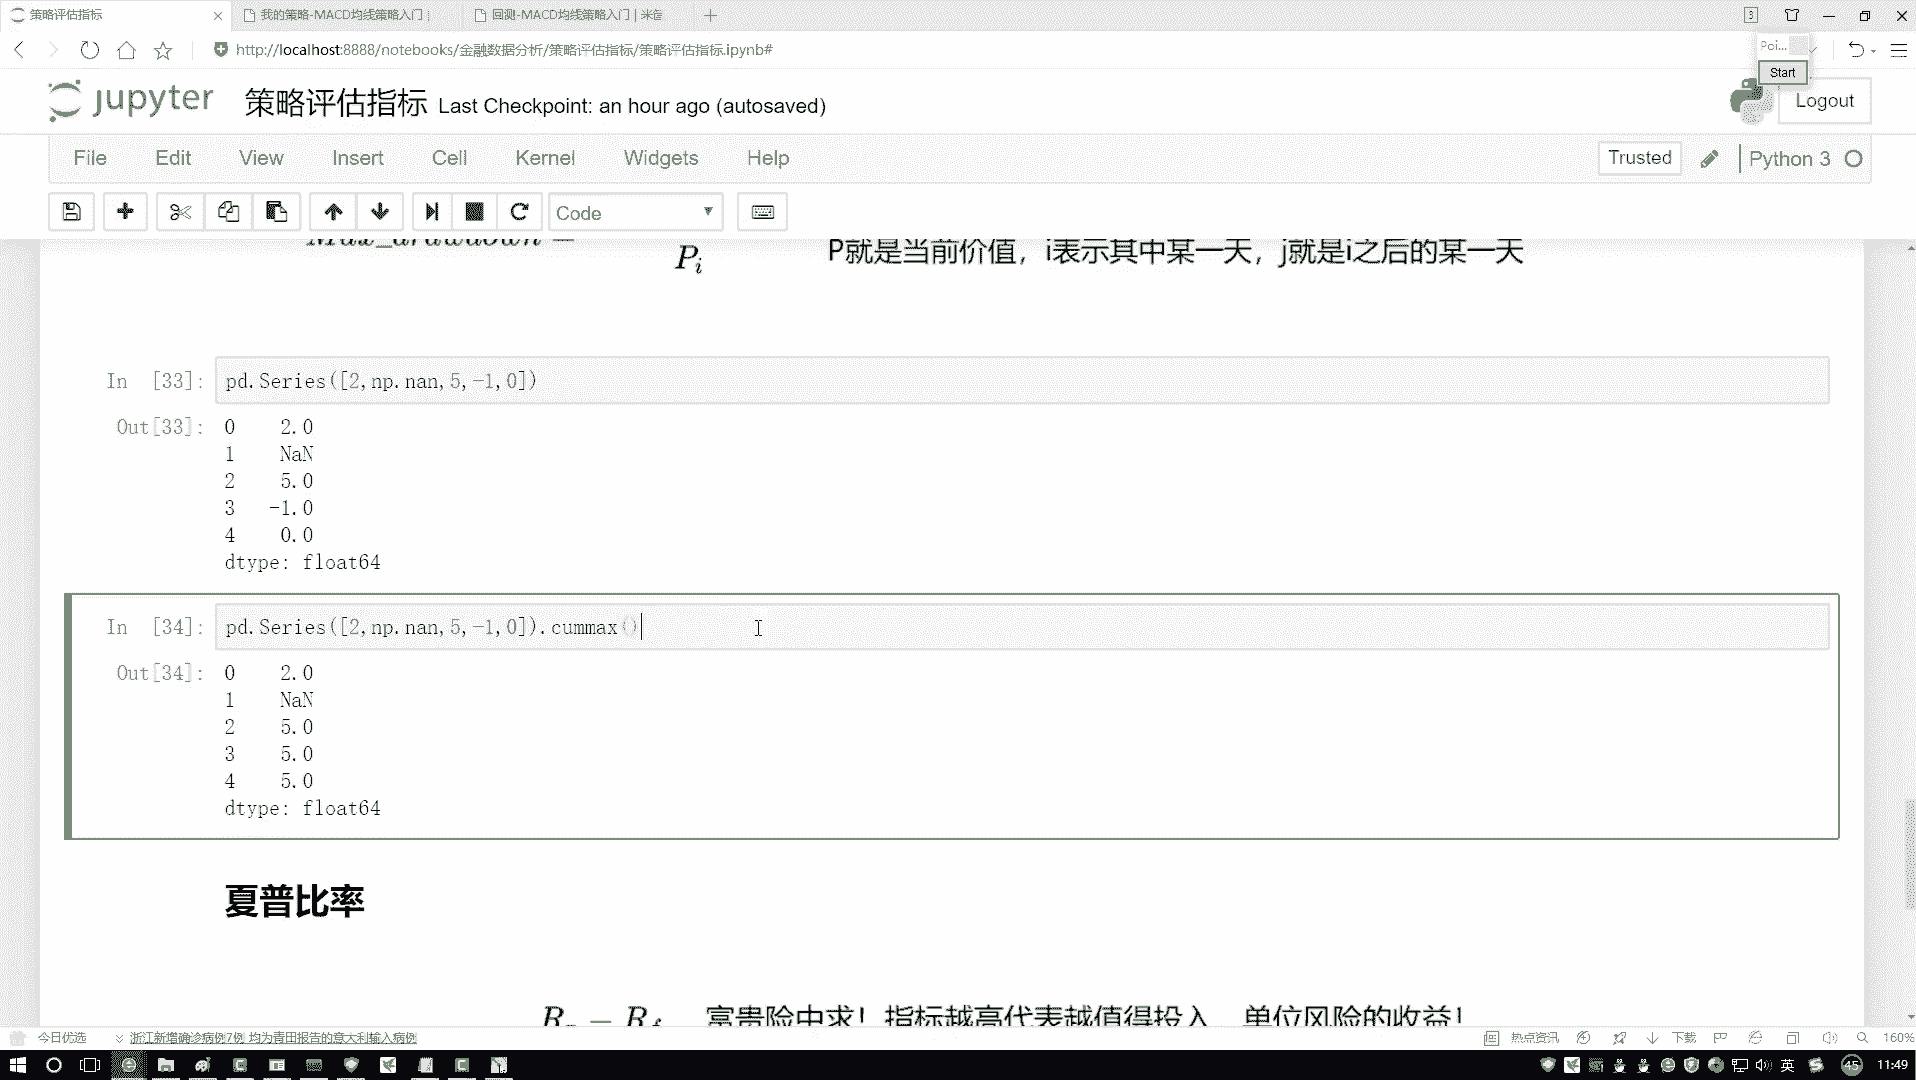 策略评估指标
我的策略-MACD均线策略入门 |
回测-MACD均线策略入门 | 米筐
http://localhost:8888/notebooks/金融数据分析/策略评估指标/策略评估指标.ipynb#
Poi...
Start
jupyter 策略评估指标 Last Checkpoint: an hour ago (autosaved)
Logout
File Edit View Insert Cell Kernel Widgets Help
Trusted Python 3
Code
Max_drawdown =
P_i
P就是当前价值，i表示其中某一天，j就是i之后的某一天
In [33]: pd.Series([2,np.nan,5,-1,0])
Out[33]: 0 2.0
1 NaN
2 5.0
3 -1.0
4 0.0
dtype: float64
In [34]: pd.Series([2,np.nan,5,-1,0]).cummax()
Out[34]: 0 2.0
1 NaN
2 5.0
3 5.0
4 5.0
dtype: float64
夏普比率
富贵险中求！指标越高代表越值得投入，单位风险的收益！
今日优选
浙江新增确诊病例7例 均为青田报告的意大利输入病例
热点资讯
下载
160%
英
45
11:49